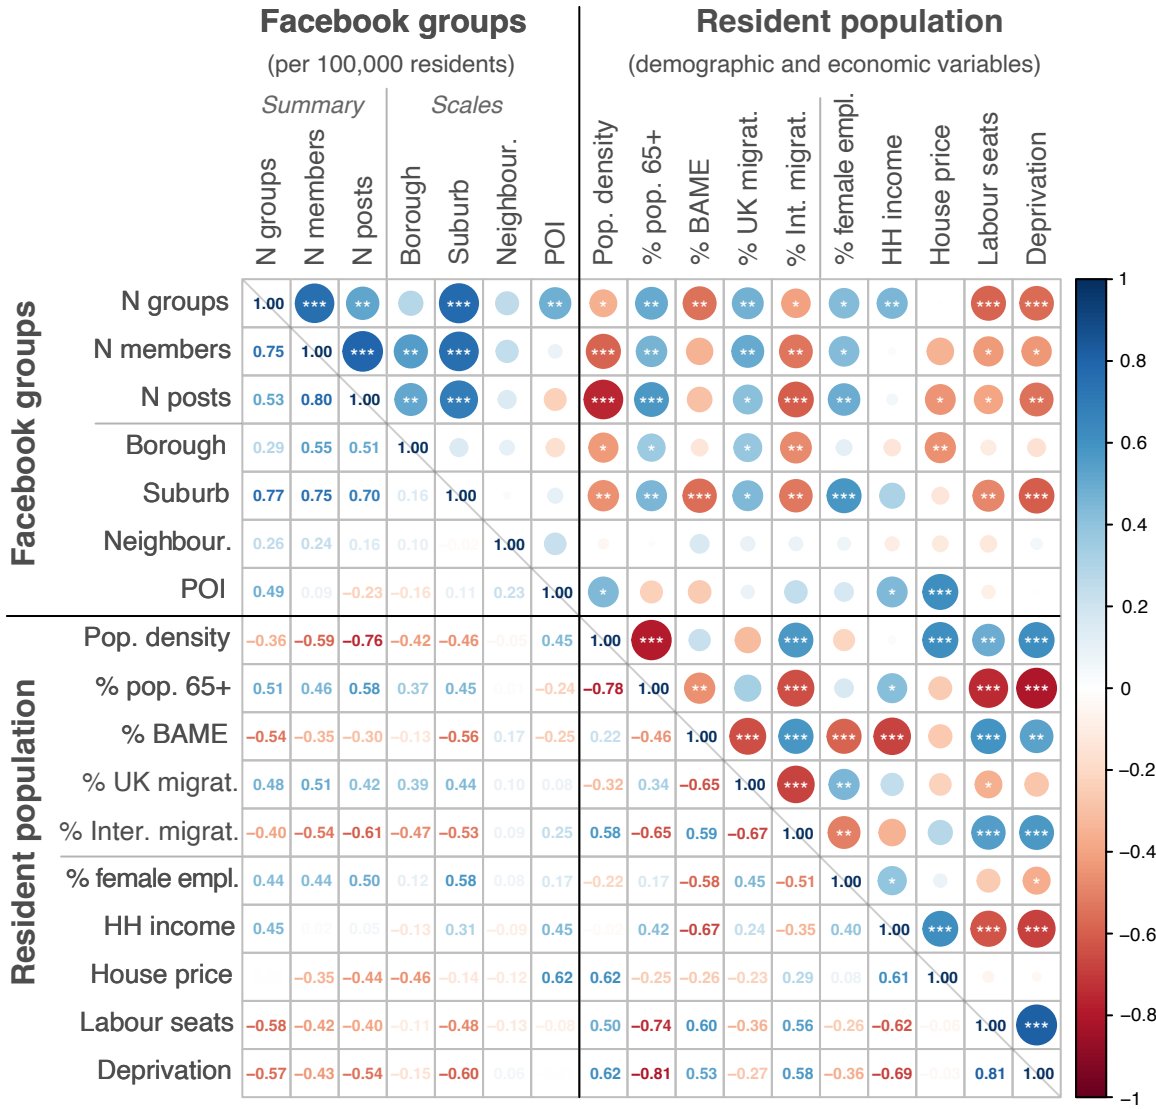 Facebook groups Resident population
(per 100,000 residents) (demographic and economic variables)
Summary Scales
N groups N members N posts Borough Suburb Neighbour. POI Pop. density % pop. 65+ % BAME % UK migrat. % Int. migrat. % female empl. HH income House price Labour seats Deprivation
Facebook groups
Resident population
N groups 1.00 *** ** *** ** * ** ** ** * * ** *** ***
N members 0.75 1.00 *** ** *** *** ** ** ** * * *
N posts 0.53 0.80 1.00 ** *** *** *** * *** ** * * **
Borough 0.29 0.55 0.51 1.00 * * * ** **
Suburb 0.77 0.75 0.70 0.16 1.00 ** ** *** * ** *** ** ***
Neighbour. 0.26 0.24 0.16 0.10 −0.02 1.00
POI 0.49 0.09 −0.23 −0.16 0.11 0.23 1.00 * * ***
Pop. density −0.36 −0.59 −0.76 −0.42 −0.46 −0.05 0.45 1.00 *** *** *** ** ***
% pop. 65+ 0.51 0.46 0.58 0.37 0.45 −0.24 −0.78 1.00 ** *** * *** ***
% BAME −0.54 −0.35 −0.30 −0.13 −0.56 0.17 −0.25 0.22 −0.46 1.00 *** *** *** *** *** **
% UK migrat. 0.48 0.51 0.42 0.39 0.44 0.10 0.08 −0.32 0.34 −0.65 1.00 *** ** *
% Inter. migrat. −0.40 −0.54 −0.61 −0.47 −0.53 0.09 0.25 0.58 −0.65 0.59 −0.67 1.00 ** *** ***
% female empl. 0.44 0.44 0.50 0.12 0.58 0.08 0.17 −0.22 0.17 −0.58 0.45 −0.51 1.00 * *
HH income 0.45 0.02 0.05 −0.13 0.31 −0.09 0.45 −0.02 0.42 −0.67 0.24 −0.35 0.40 1.00 *** *** ***
House price −0.35 −0.44 −0.46 −0.14 −0.12 0.62 0.62 −0.25 −0.26 −0.23 0.29 0.08 0.61 1.00
Labour seats −0.58 −0.42 −0.40 −0.11 −0.48 −0.13 −0.08 0.50 −0.74 0.60 −0.36 0.56 −0.26 −0.62 −0.06 1.00 ***
Deprivation −0.57 −0.43 −0.54 −0.15 −0.60 0.06 0.62 −0.81 0.53 −0.27 0.58 −0.36 −0.69 −0.03 0.81 1.00
1
0.8
0.6
0.4
0.2
0
−0.2
−0.4
−0.6
−0.8
−1